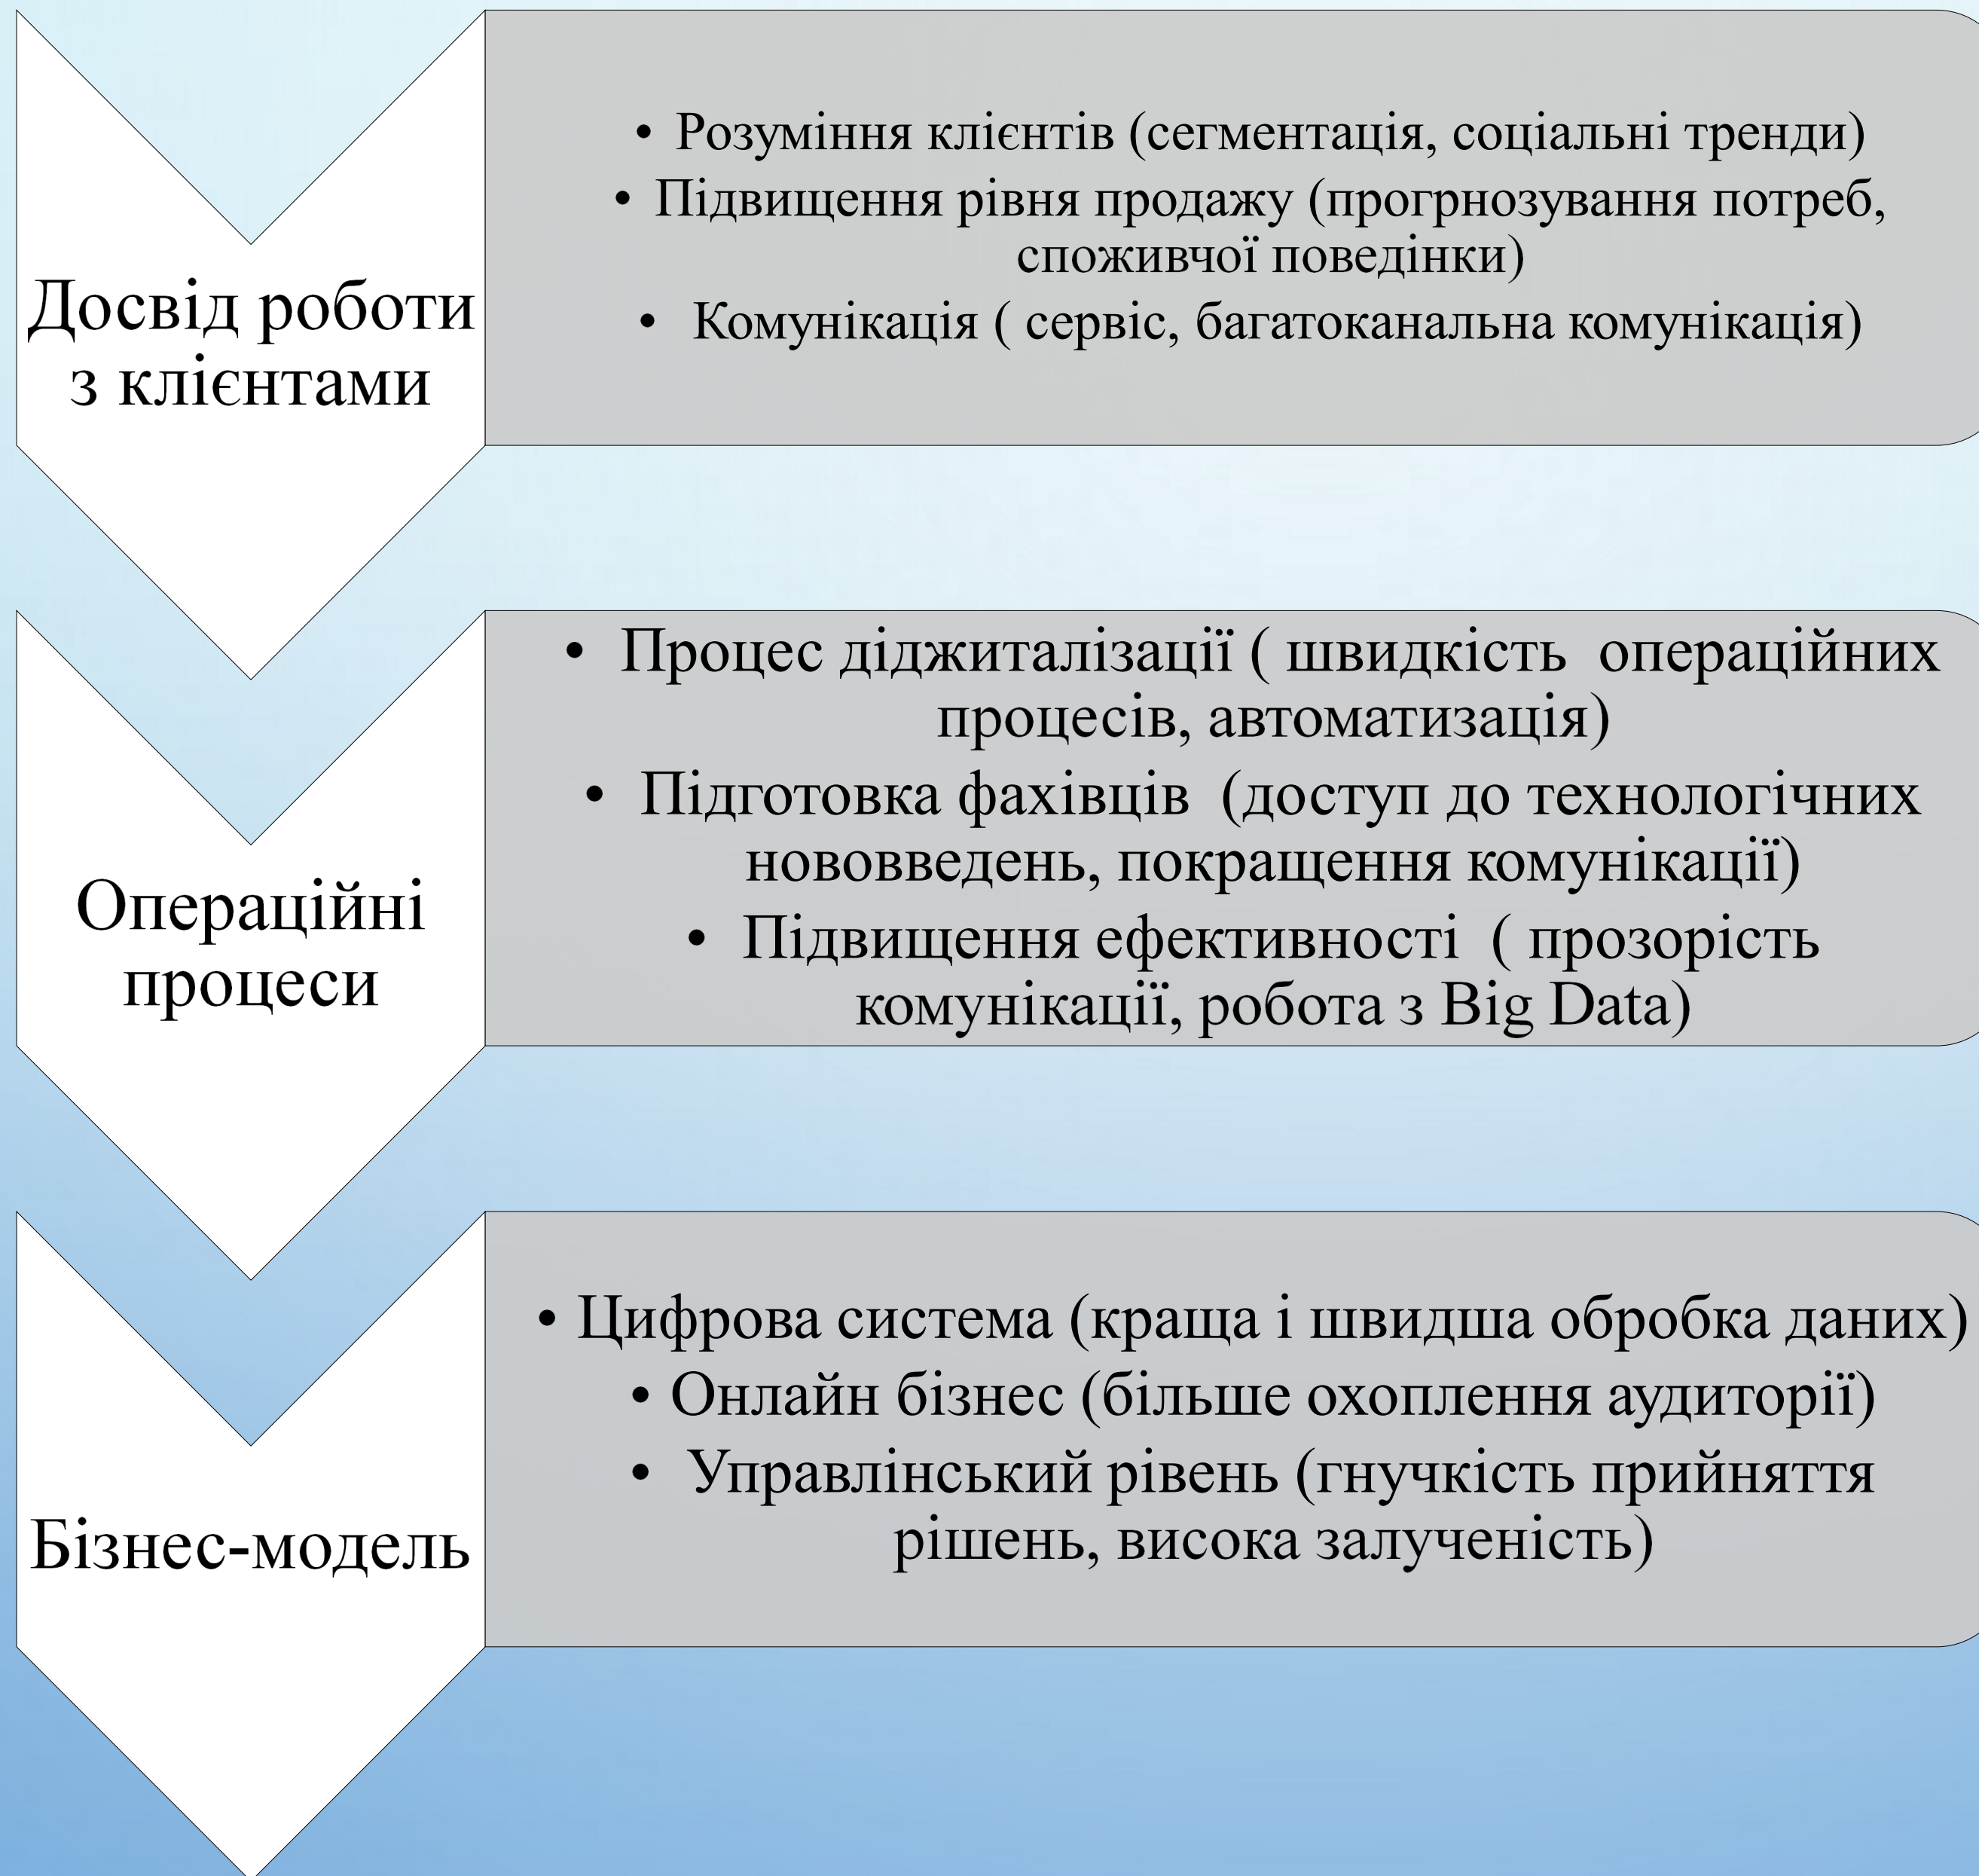 Досвід роботи
з клієнтами
• Розуміння клієнтів (сегментація, соціальні тренди)
• Підвищення рівня продажу (прогрнозування потреб,
споживчої поведінки)
• Комунікація ( сервіс, багатоканальна комунікація)
Операційні
процеси
• Процес діджиталізації ( швидкість  операційних
процесів, автоматизація)
• Підготовка фахівців  (доступ до технологічних
нововведень, покращення комунікації)
• Підвищення ефективності  ( прозорість
комунікації, робота з Big Data)
Бізнес-модель
• Цифрова система (краща і швидша обробка даних)
• Онлайн бізнес (більше охоплення аудиторії)
• Управлінський рівень (гнучкість прийняття
рішень, висока залученість)